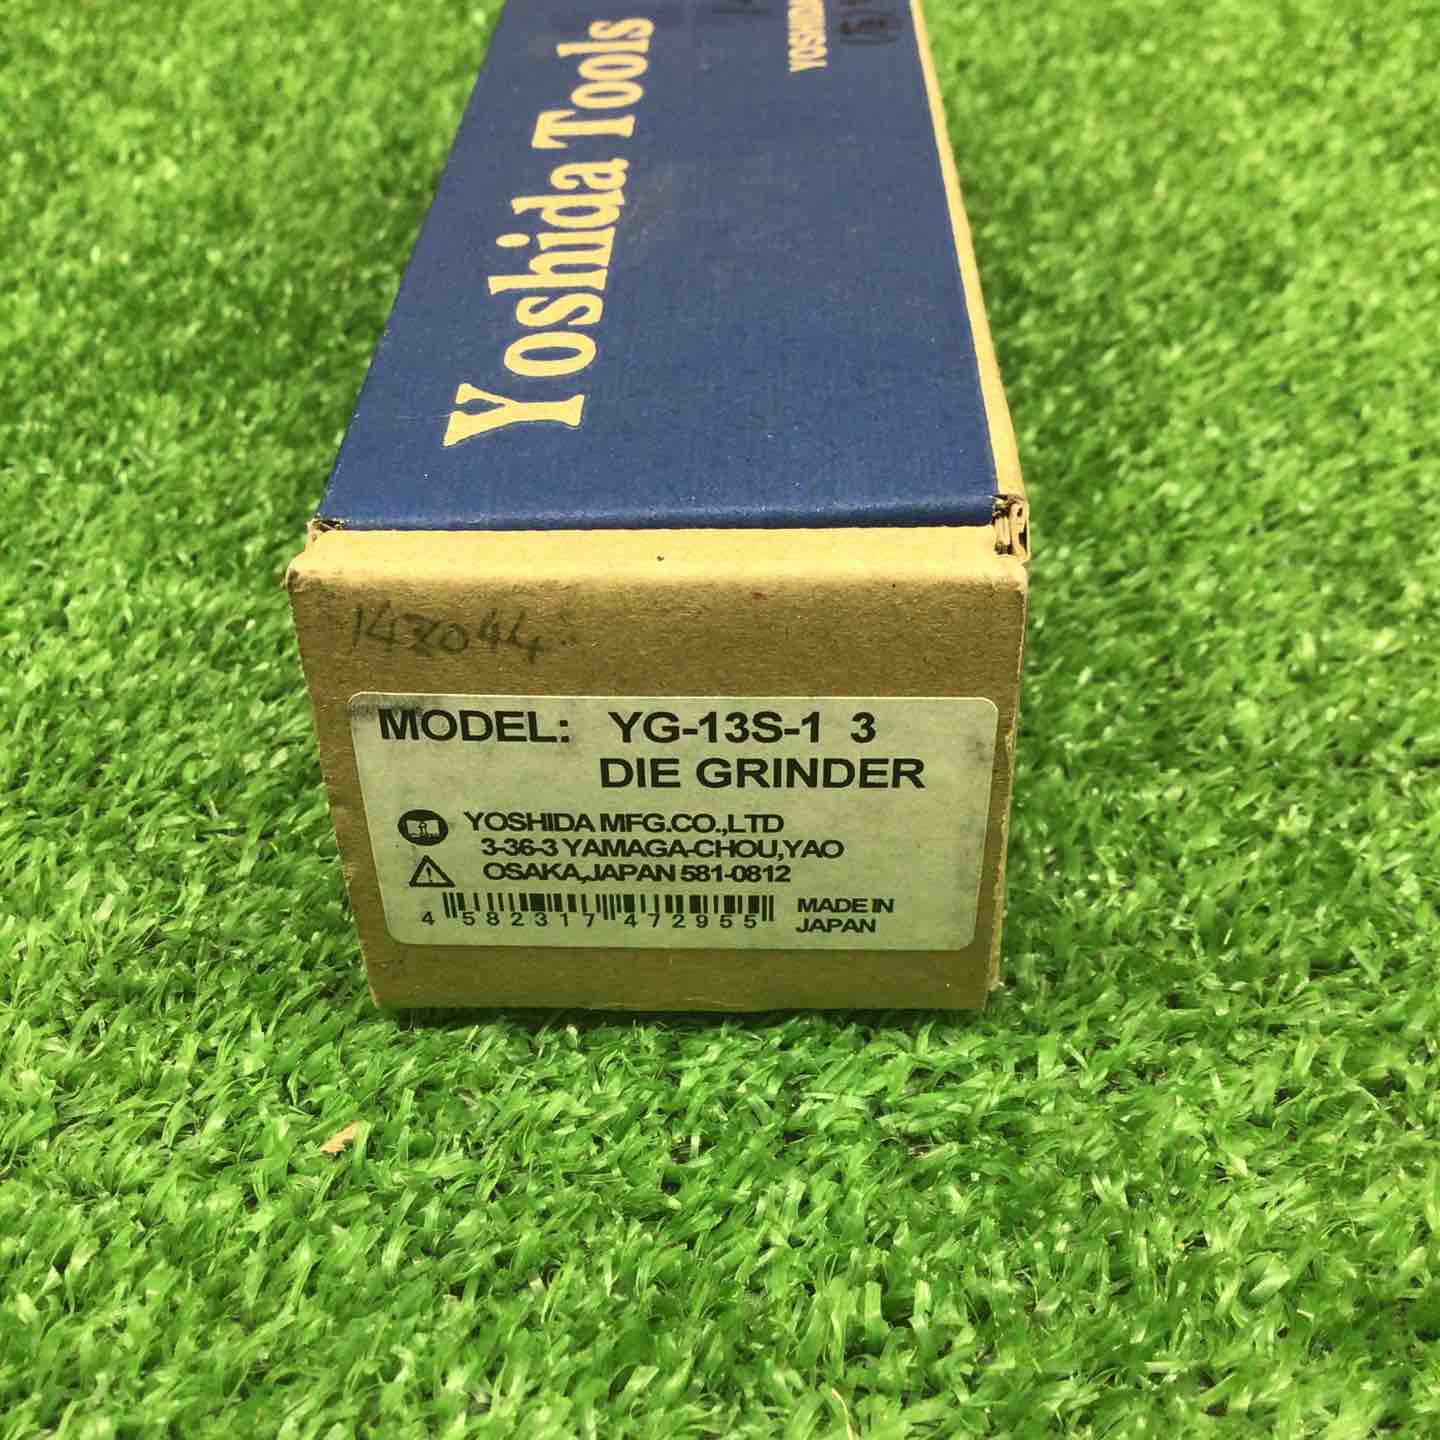 Yoshida Tools
YOSHIDA
143044
MODEL: YG-13S-1 3
DIE GRINDER
YOSHIDA MFG.CO.,LTD
3-36-3 YAMAGA-CHOU,YAO
OSAKA,JAPAN 581-0812
4 582317 472955
MADE IN
JAPAN